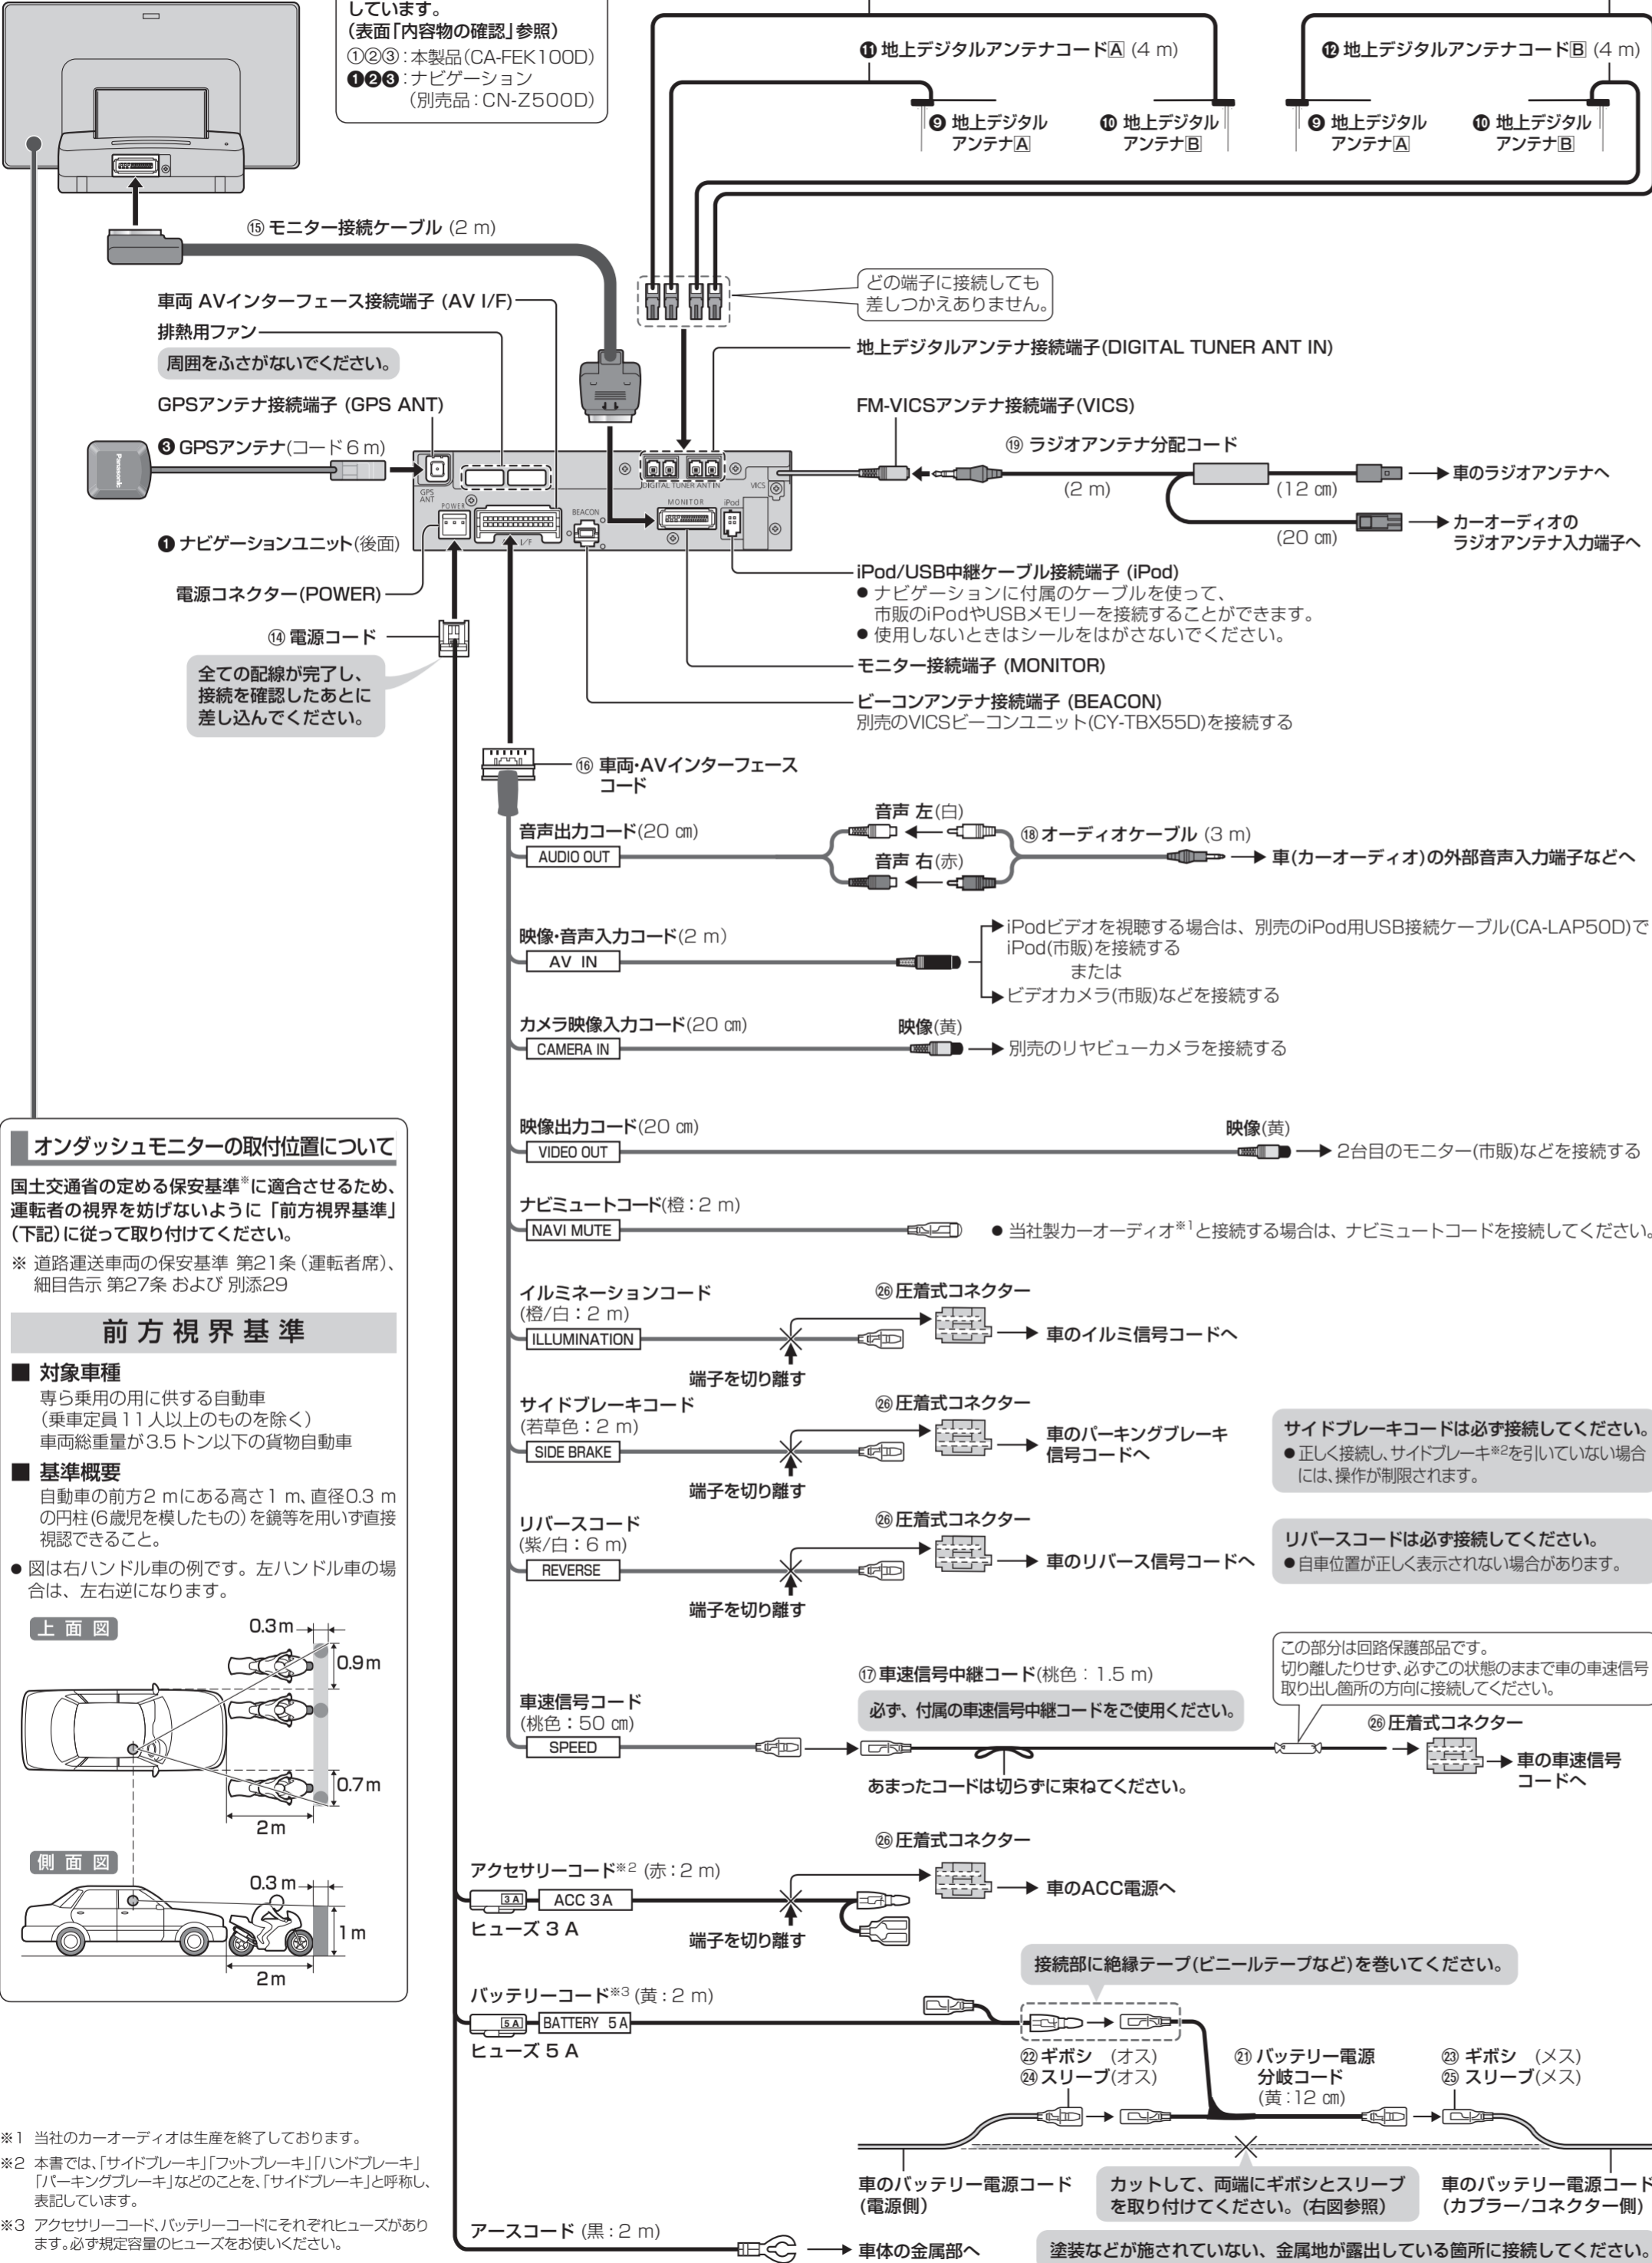 しています。
(表面「内容物の確認」参照)
①②③：本製品(CA-FEK100D)
❶❷❸：ナビゲーション
(別売品：CN-Z500D)
⓫ 地上デジタルアンテナコードA (4 m)
⓬ 地上デジタルアンテナコードB (4 m)
❾ 地上デジタル
アンテナA
❿ 地上デジタル
アンテナB
❾ 地上デジタル
アンテナA
❿ 地上デジタル
アンテナB
⑮ モニター接続ケーブル (2 m)
どの端子に接続しても
差しつかえありません。
車両 AVインターフェース接続端子 (AV I/F)
排熱用ファン
周囲をふさがないでください。
GPSアンテナ接続端子 (GPS ANT)
❸ GPSアンテナ(コード6 m)
Panasonic
地上デジタルアンテナ接続端子(DIGITAL TUNER ANT IN)
FM-VICSアンテナ接続端子(VICS)
⑲ ラジオアンテナ分配コード
(2 m)
(12 ㎝)
車のラジオアンテナへ
(20 ㎝)
カーオーディオの
ラジオアンテナ入力端子へ
GPS
ANT
POWER
I/F
BEACON
DIGITAL TUNER ANT IN
MONITOR
iPod
VICS
❶ ナビゲーションユニット(後面)
電源コネクター(POWER)
⑭ 電源コード
全ての配線が完了し、
接続を確認したあとに
差し込んでください。
iPod/USB中継ケーブル接続端子 (iPod)
● ナビゲーションに付属のケーブルを使って、
市販のiPodやUSBメモリーを接続することができます。
● 使用しないときはシールをはがさないでください。
モニター接続端子 (MONITOR)
ビーコンアンテナ接続端子 (BEACON)
別売のVICSビーコンユニット(CY-TBX55D)を接続する
⑯ 車両･AVインターフェース
コード
音声出力コード(20 ㎝)
AUDIO OUT
音声 左(白)
音声 右(赤)
⑱ オーディオケーブル (3 m)
車(カーオーディオ)の外部音声入力端子などへ
映像･音声入力コード(2 m)
AV IN
iPodビデオを視聴する場合は、別売のiPod用USB接続ケーブル(CA-LAP50D)で
iPod(市販)を接続する
または
ビデオカメラ(市販)などを接続する
カメラ映像入力コード(20 ㎝)
CAMERA IN
映像(黄)
別売のリヤビューカメラを接続する
映像出力コード(20 ㎝)
VIDEO OUT
映像(黄)
2台目のモニター(市販)などを接続する
ナビミュートコード(橙：2 m)
NAVI MUTE
● 当社製カーオーディオ※1と接続する場合は、ナビミュートコードを接続してください。
イルミネーションコード
(橙/白：2 m)
ILLUMINATION
端子を切り離す
㉖ 圧着式コネクター
車のイルミ信号コードへ
サイドブレーキコード
(若草色：2 m)
SIDE BRAKE
端子を切り離す
㉖ 圧着式コネクター
車のパーキングブレーキ
信号コードへ
サイドブレーキコードは必ず接続してください。
● 正しく接続し、サイドブレーキ※2を引いていない場合
には、操作が制限されます。
リバースコード
(紫/白：6 m)
REVERSE
端子を切り離す
㉖ 圧着式コネクター
車のリバース信号コードへ
リバースコードは必ず接続してください。
● 自車位置が正しく表示されない場合があります。
車速信号コード
(桃色：50 ㎝)
SPEED
⑰ 車速信号中継コード(桃色：1.5 m)
必ず、付属の車速信号中継コードをご使用ください。
あまったコードは切らずに束ねてください。
この部分は回路保護部品です。
切り離したりせず、必ずこの状態のままで車の車速信号
取り出し箇所の方向に接続してください。
㉖ 圧着式コネクター
車の車速信号
コードへ
アクセサリーコード※2 (赤：2 m)
3 A
ACC 3 A
ヒューズ 3 A
端子を切り離す
㉖ 圧着式コネクター
車のACC電源へ
バッテリーコード※3 (黄：2 m)
5 A
BATTERY 5 A
ヒューズ 5 A
接続部に絶縁テープ(ビニールテープなど)を巻いてください。
㉒ ギボシ (オス)
㉔ スリーブ(オス)
㉑ バッテリー電源
分岐コード
(黄：12 ㎝)
㉓ ギボシ (メス)
㉕ スリーブ(メス)
車のバッテリー電源コード
(電源側)
カットして、両端にギボシとスリーブ
を取り付けてください。(右図参照)
車のバッテリー電源コード
(カプラー/コネクター側)
アースコード (黒：2 m)
車体の金属部へ
塗装などが施されていない、金属地が露出している箇所に接続してください。
オンダッシュモニターの取付位置について
国土交通省の定める保安基準※に適合させるため、
運転者の視界を妨げないように「前方視界基準」
(下記)に従って取り付けてください。
※ 道路運送車両の保安基準 第21条(運転者席)、
細目告示 第27条 および 別添29
前方視界基準
■ 対象車種
専ら乗用の用に供する自動車
(乗車定員11人以上のものを除く)
車両総重量が3.5 トン以下の貨物自動車
■ 基準概要
自動車の前方2 mにある高さ1 m、直径0.3 m
の円柱(6歳児を模したもの)を鏡等を用いず直接
視認できること。
● 図は右ハンドル車の例です。左ハンドル車の場
合は、左右逆になります。
上面図
0.3m
0.9m
0.7m
2m
側面図
0.3 m
1m
2m
※1 当社のカーオーディオは生産を終了しております。
※2 本書では、「サイドブレーキ」「フットブレーキ」「ハンドブレーキ」
「パーキングブレーキ」などのことを、「サイドブレーキ」と呼称し、
表記しています。
※3 アクセサリーコード、バッテリーコードにそれぞれヒューズがあり
ます。必ず規定容量のヒューズをお使いください。